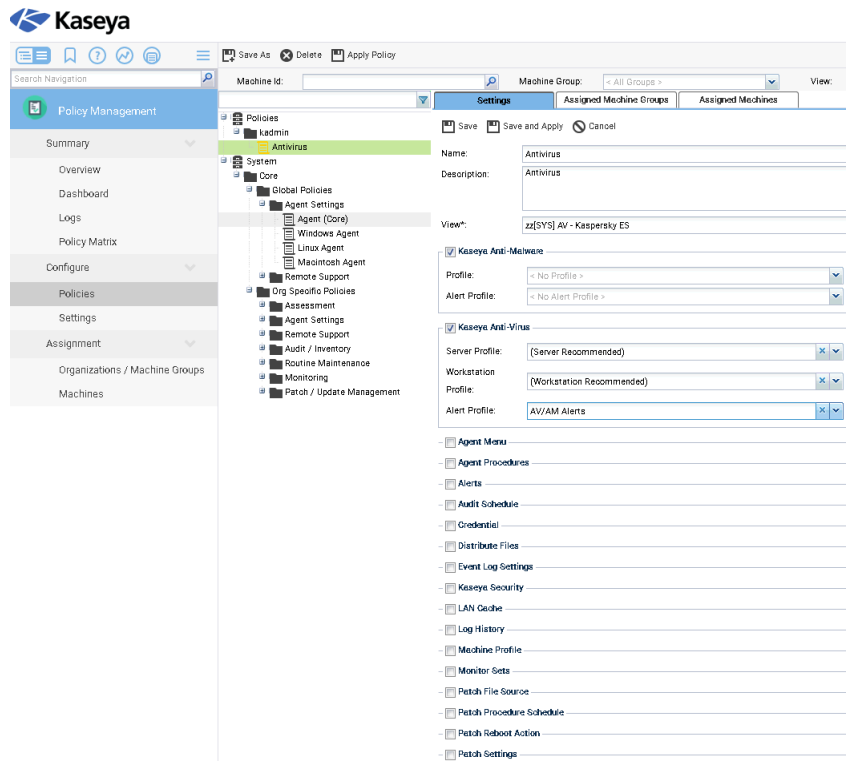 Kaseya
Save As Delete Apply Policy
Search Navigation
Machine Id: Machine Group: < All Groups > View:
Policy Management
Summary
Overview
Dashboard
Logs
Policy Matrix
Configure
Policies
Settings
Assignment
Organizations / Machine Groups
Machines
Policies
kadmin
Antivirus
System
Core
Global Policies
Agent Settings
Agent (Core)
Windows Agent
Linux Agent
Macintosh Agent
Remote Support
Org Specific Policies
Assessment
Agent Settings
Remote Support
Audit / Inventory
Routine Maintenance
Monitoring
Patch / Update Management
Settings Assigned Machine Groups Assigned Machines
Save Save and Apply Cancel
Name: Antivirus
Description: Antivirus
View*: zz[SYS] AV - Kaspersky ES
Kaseya Anti-Malware
Profile: < No Profile >
Alert Profile: < No Alert Profile >
Kaseya Anti-Virus
Server Profile: (Server Recommended)
Workstation
Profile: (Workstation Recommended)
Alert Profile: AV/AM Alerts
Agent Menu
Agent Procedures
Alerts
Audit Schedule
Credential
Distribute Files
Event Log Settings
Kaseya Security
LAN Cache
Log History
Machine Profile
Monitor Sets
Patch File Source
Patch Procedure Schedule
Patch Reboot Action
Patch Settings